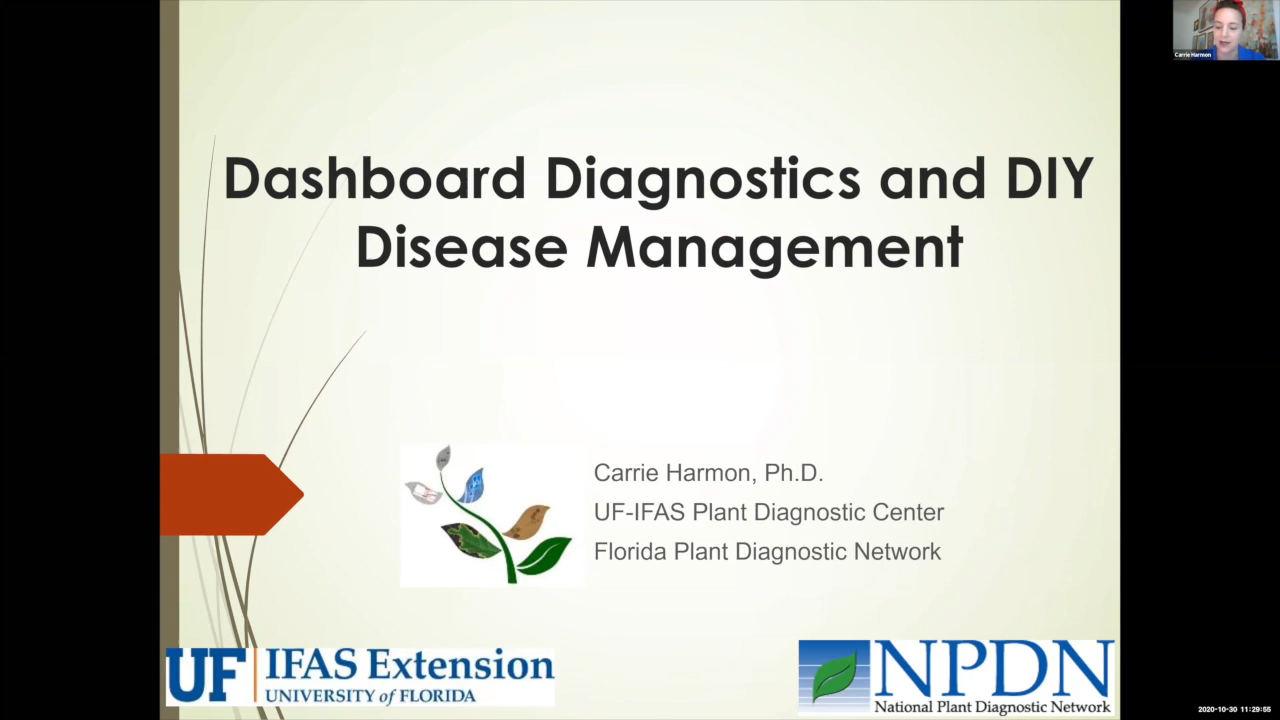 Carrie Harmon
Dashboard Diagnostics and DIY
Disease Management
Carrie Harmon, Ph.D.
UF-IFAS Plant Diagnostic Center
Florida Plant Diagnostic Network
UF IFAS Extension
UNIVERSITY of FLORIDA
NPDN
National Plant Diagnostic Network
2020-10-30 11:29:55